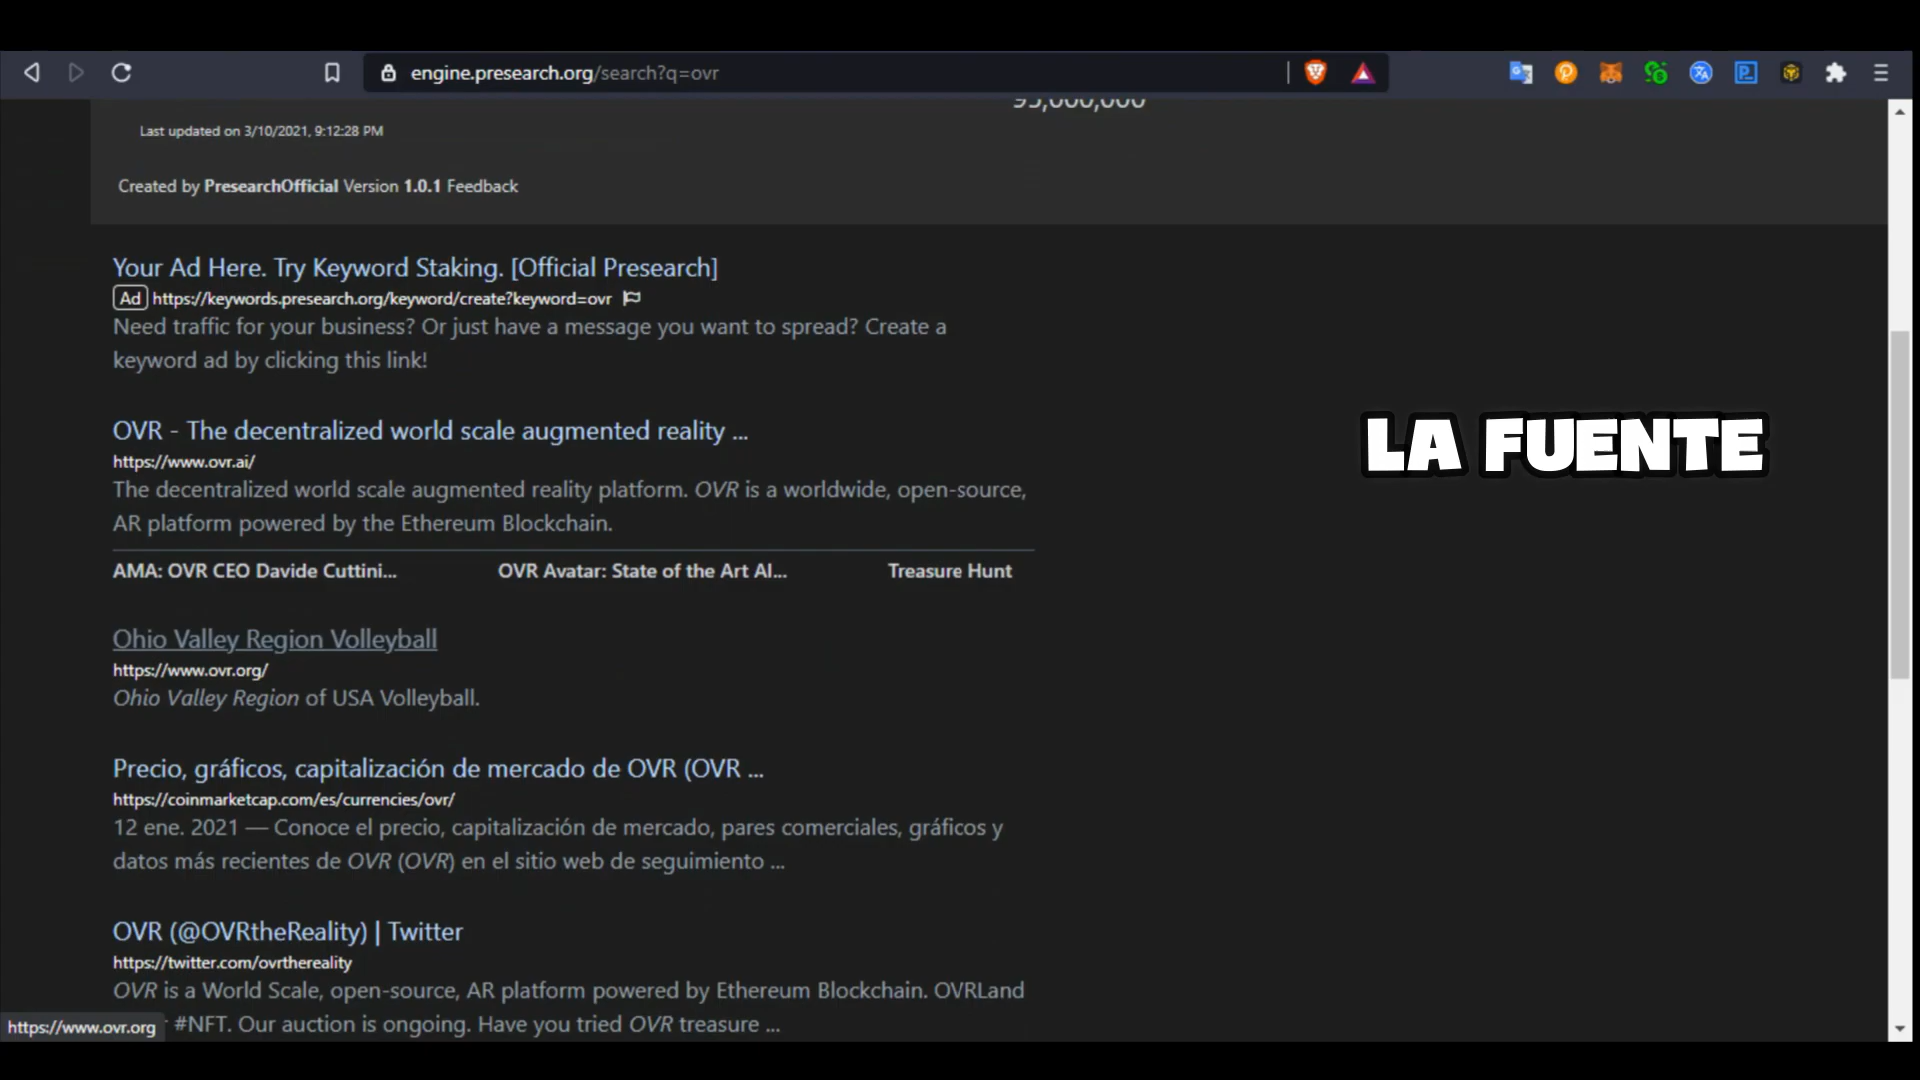 engine.presearch.org/search?q=ovr
95,000,000
Last updated on 3/10/2021, 9:12:28 PM
Created by PresearchOfficial Version 1.0.1 Feedback
Your Ad Here. Try Keyword Staking. [Official Presearch]
Ad https://keywords.presearch.org/keyword/create?keyword=ovr
Need traffic for your business? Or just have a message you want to spread? Create a
keyword ad by clicking this link!
OVR - The decentralized world scale augmented reality ...
https://www.ovr.ai/
The decentralized world scale augmented reality platform. OVR is a worldwide, open-source,
AR platform powered by the Ethereum Blockchain.
AMA: OVR CEO Davide Cuttini... OVR Avatar: State of the Art AI... Treasure Hunt
LA FUENTE
Ohio Valley Region Volleyball
https://www.ovr.org/
Ohio Valley Region of USA Volleyball.
Precio, gráficos, capitalización de mercado de OVR (OVR ...
https://coinmarketcap.com/es/currencies/ovr/
12 ene. 2021 — Conoce el precio, capitalización de mercado, pares comerciales, gráficos y
datos más recientes de OVR (OVR) en el sitio web de seguimiento ...
OVR (@OVRtheReality) | Twitter
https://twitter.com/ovrthereality
OVR is a World Scale, open-source, AR platform powered by Ethereum Blockchain. OVRLand
#NFT. Our auction is ongoing. Have you tried OVR treasure ...
https://www.ovr.org